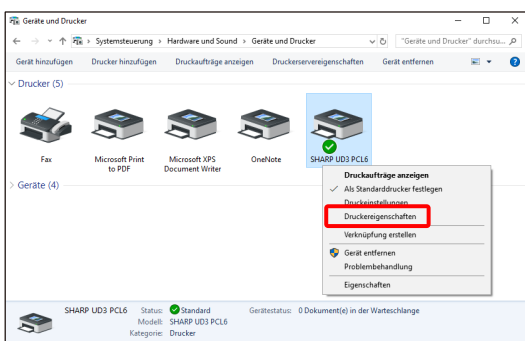 Geräte und Drucker
Systemsteuerung > Hardware und Sound > Geräte und Drucker
"Geräte und Drucker" durchsu...
Gerät hinzufügen Drucker hinzufügen Druckaufträge anzeigen Druckerservereigenschaften Gerät entfernen
Drucker (5)
Fax
Microsoft Print to PDF
Microsoft XPS Document Writer
OneNote
SHARP UD3 PCL6
Druckaufträge anzeigen
Als Standarddrucker festlegen
Druckeinstellungen
Druckereigenschaften
Verknüpfung erstellen
Gerät entfernen
Problembehandlung
Eigenschaften
Geräte (4)
SHARP UD3 PCL6 Status: Standard Gerätestatus: 0 Dokument(e) in der Warteschlange
Modell: SHARP UD3 PCL6
Kategorie: Drucker